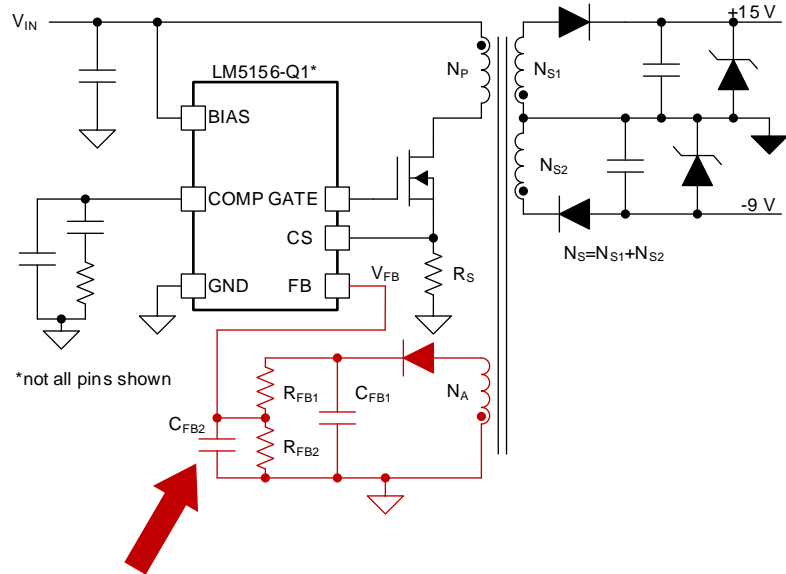 V_IN
LM5156-Q1*
BIAS
COMP GATE
CS
GND FB
V_FB
R_S
N_P
N_S1
N_S2
+15 V
-9 V
N_S=N_S1+N_S2
*not all pins shown
R_FB1
C_FB1
N_A
C_FB2
R_FB2